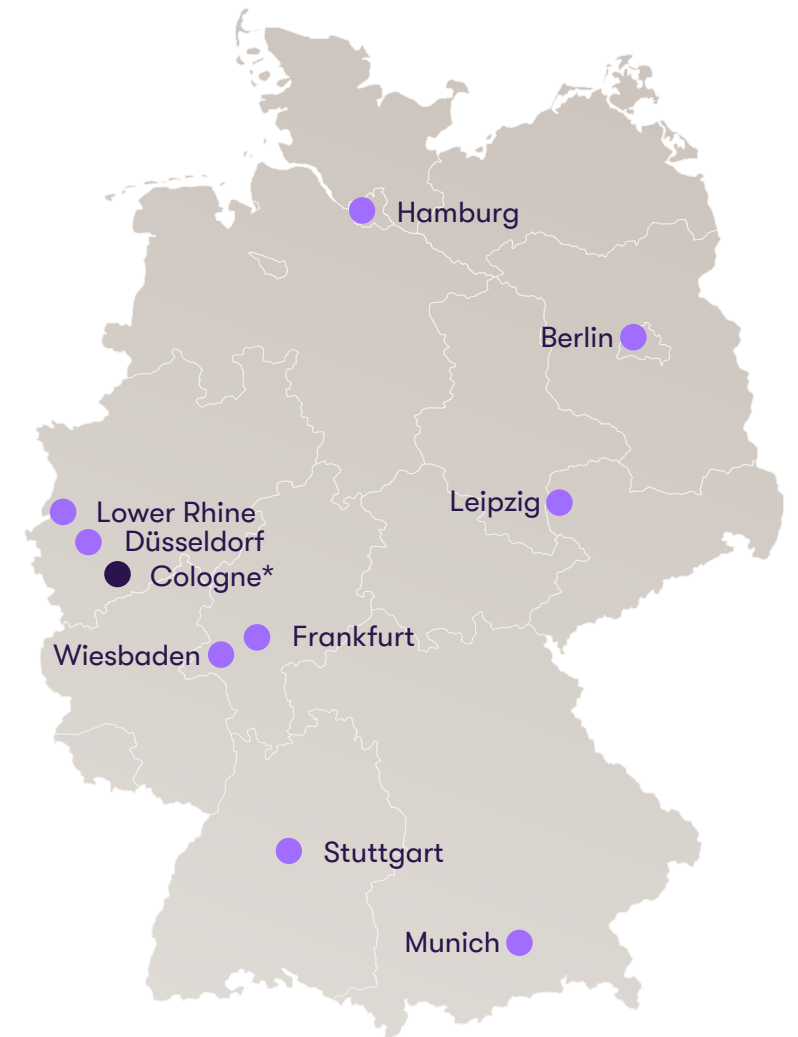 Hamburg
Berlin
Leipzig
Lower Rhine
Düsseldorf
Cologne*
Frankfurt
Wiesbaden
Stuttgart
Munich